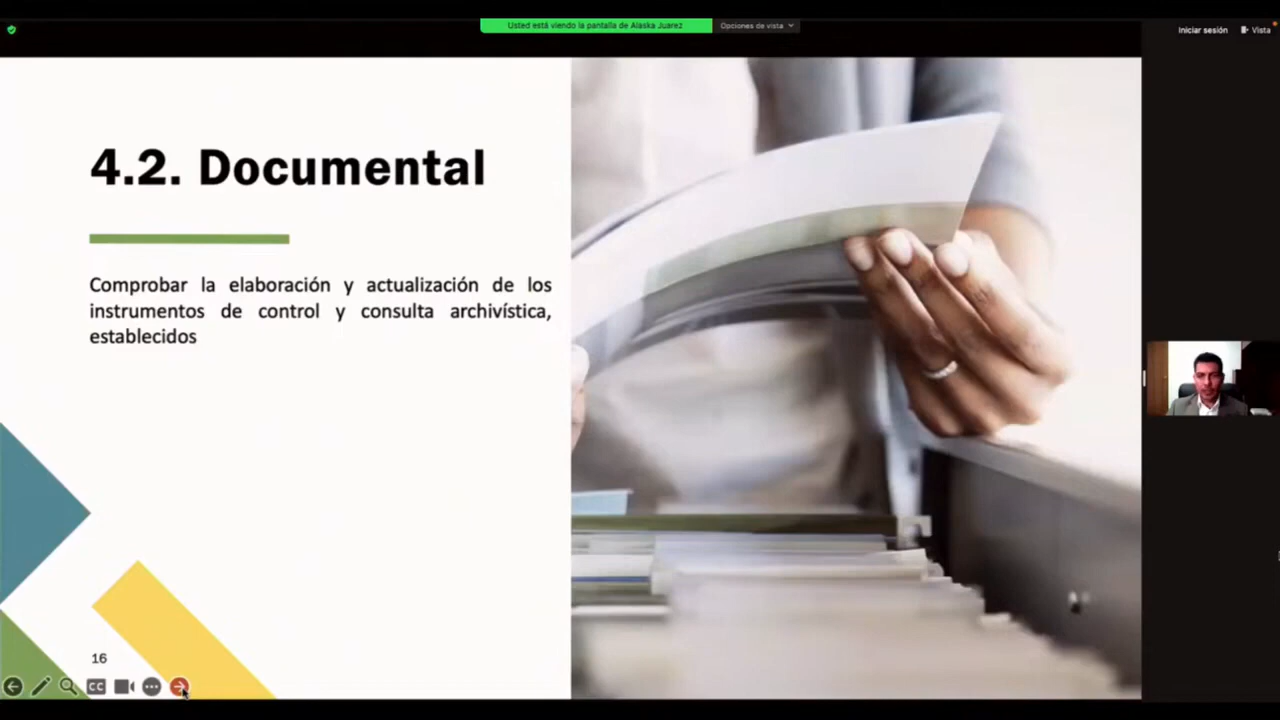 Usted está viendo la pantalla de Alaska Juarez
Opciones de vista
Iniciar sesión
Vista
4.2. Documental
Comprobar la elaboración y actualización de los
instrumentos de control y consulta archivística,
establecidos
16
CC